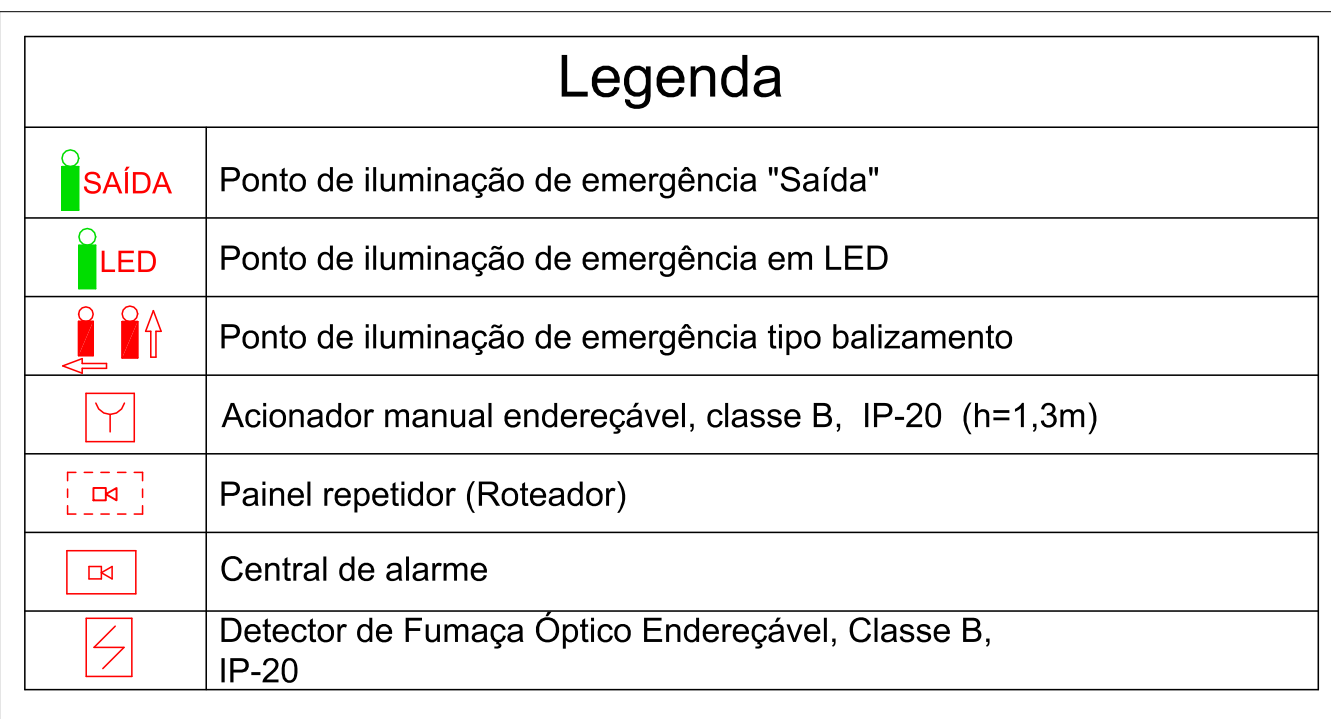 Legenda
SAÍDA Ponto de iluminação de emergência "Saída"
LED Ponto de iluminação de emergência em LED
Ponto de iluminação de emergência tipo balizamento
Acionador manual endereçável, classe B, IP-20 (h=1,3m)
Painel repetidor (Roteador)
Central de alarme
Detector de Fumaça Óptico Endereçável, Classe B,
IP-20